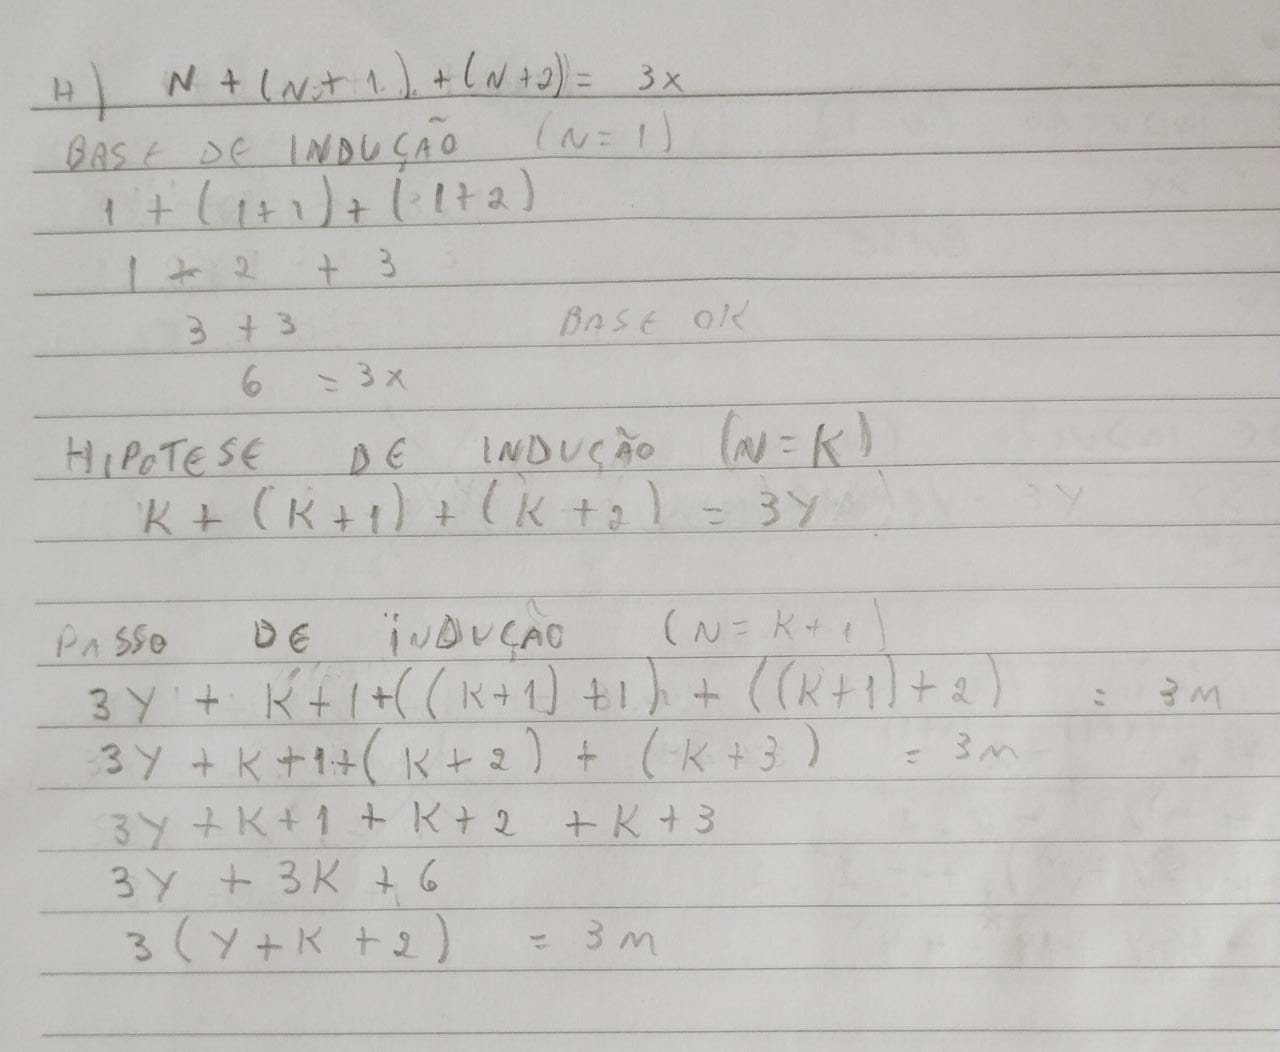 H) N + (N + 1) + (N + 2) = 3x
BASE DE INDUÇÃO (N = 1)
1 + (1 + 1) + (1 + 2)
1 + 2 + 3
3 + 3 BASE OK
6 = 3x
HIPOTESE DE INDUÇÃO (N = K)
K + (K + 1) + (K + 2) = 3Y
PASSO DE INDUÇÃO (N = K + 1)
3Y + K + 1 + ((K + 1) + 1) + ((K + 1) + 2) = 3M
3Y + K + 1 + (K + 2) + (K + 3) = 3M
3Y + K + 1 + K + 2 + K + 3
3Y + 3K + 6
3 (Y + K + 2) = 3M